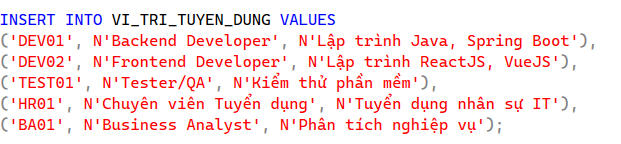 INSERT INTO VI_TRI_TUYEN_DUNG VALUES
('DEV01', N'Backend Developer', N'Lập trình Java, Spring Boot'),
('DEV02', N'Frontend Developer', N'Lập trình ReactJS, VueJS'),
('TEST01', N'Tester/QA', N'Kiểm thử phần mềm'),
('HR01', N'Chuyên viên Tuyển dụng', N'Tuyển dụng nhân sự IT'),
('BA01', N'Business Analyst', N'Phân tích nghiệp vụ');